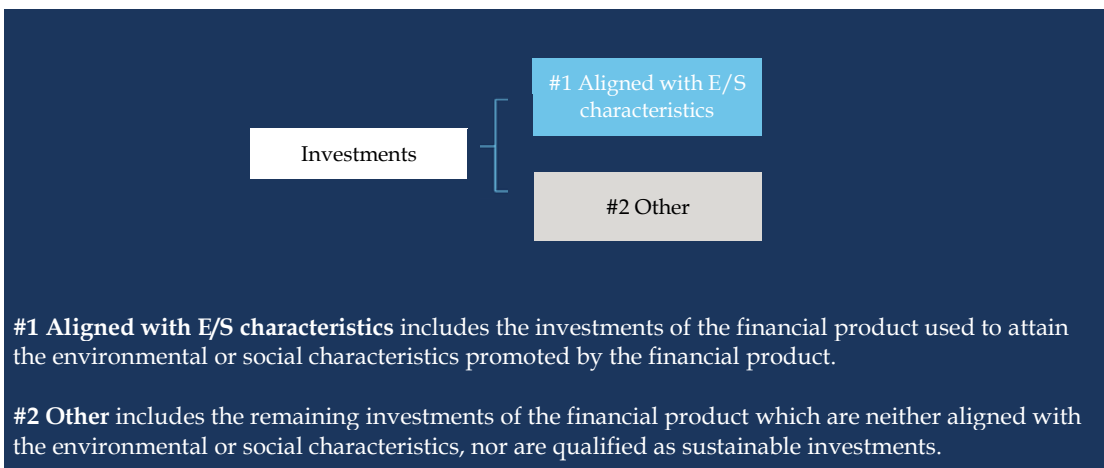 #1 Aligned with E/S
characteristics
Investments
#2 Other
#1 Aligned with E/S characteristics includes the investments of the financial product used to attain
the environmental or social characteristics promoted by the financial product.
#2 Other includes the remaining investments of the financial product which are neither aligned with
the environmental or social characteristics, nor are qualified as sustainable investments.